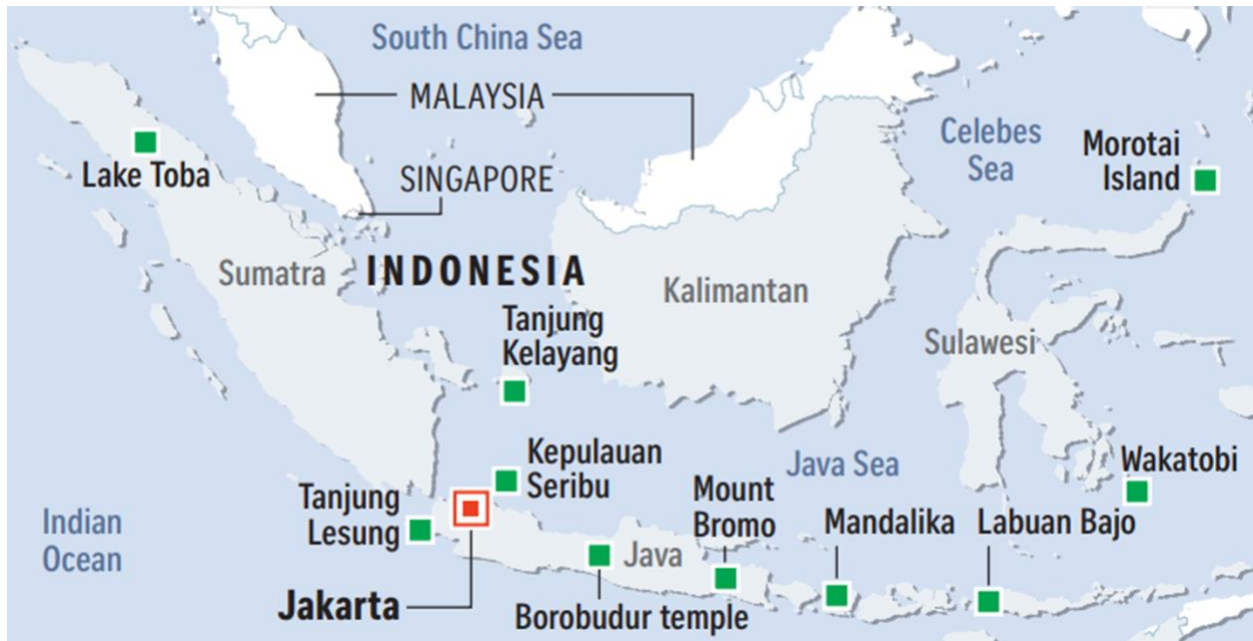 South China Sea
MALAYSIA
Celebes
Sea
Morotai
Island
Lake Toba
SINGAPORE
Sumatra
INDONESIA
Kalimantan
Tanjung
Kelayang
Sulawesi
Kepulauan
Seribu
Java Sea
Wakatobi
Tanjung
Lesung
Mount
Bromo
Mandalika
Labuan Bajo
Indian
Ocean
Java
Jakarta
Borobudur temple